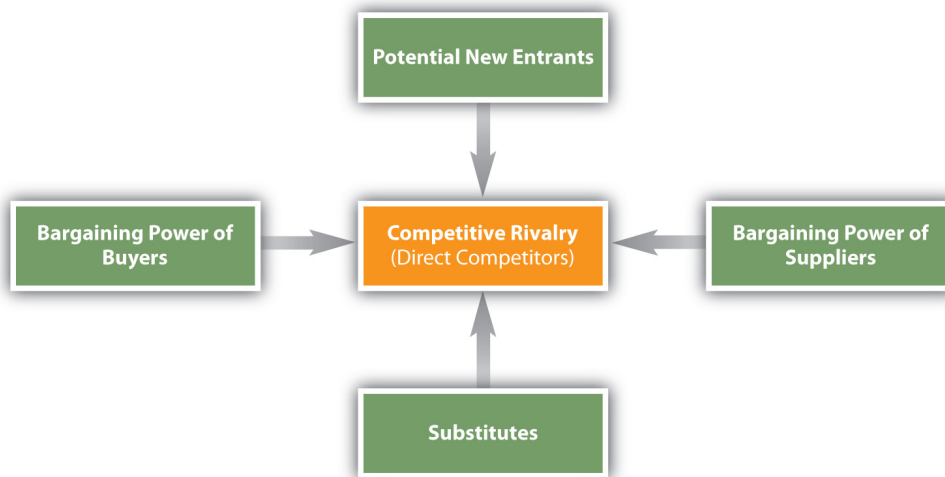 Potential New Entrants
Bargaining Power of
Buyers
Competitive Rivalry
(Direct Competitors)
Bargaining Power of
Suppliers
Substitutes